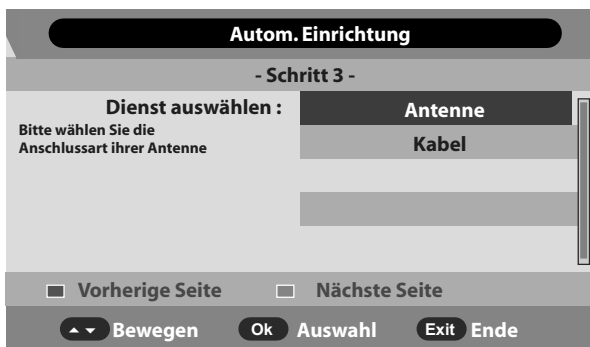 Autom. Einrichtung
- Schritt 3 -
Dienst auswählen :
Bitte wählen Sie die
Anschlussart ihrer Antenne
Antenne
Kabel
Vorherige Seite
Nächste Seite
Bewegen
Ok Auswahl
Exit Ende